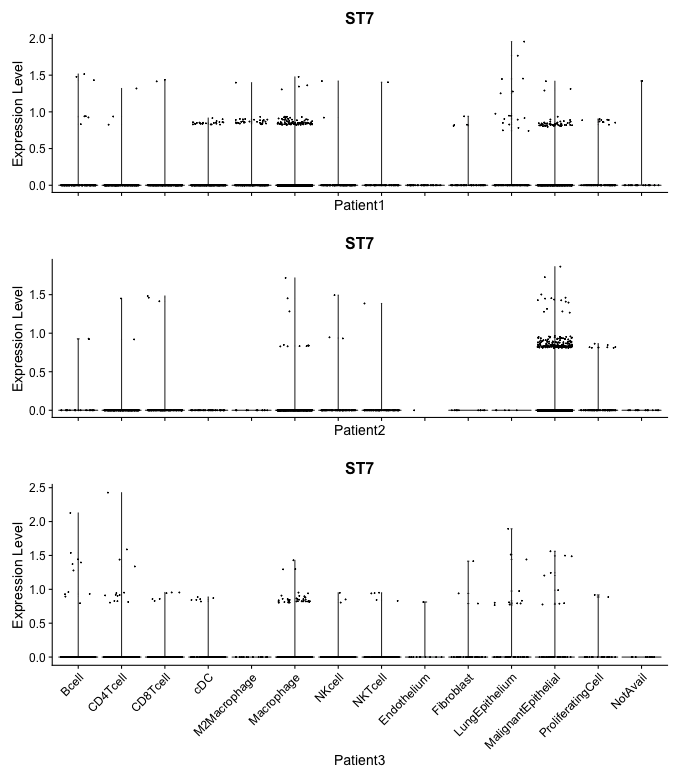 ST7
Expression Level
2.0
1.5
1.0
0.5
0.0
Patient1
ST7
Expression Level
1.5
1.0
0.5
0.0
Patient2
ST7
Expression Level
2.5
2.0
1.5
1.0
0.5
0.0
Bcell
CD4Tcell
CD8Tcell
cDC
M2Macrophage
Macrophage
NKcell
NKTcell
Endothelium
Fibroblast
LungEpithelium
MalignantEpithelial
ProliferatingCell
NotAvail
Patient3